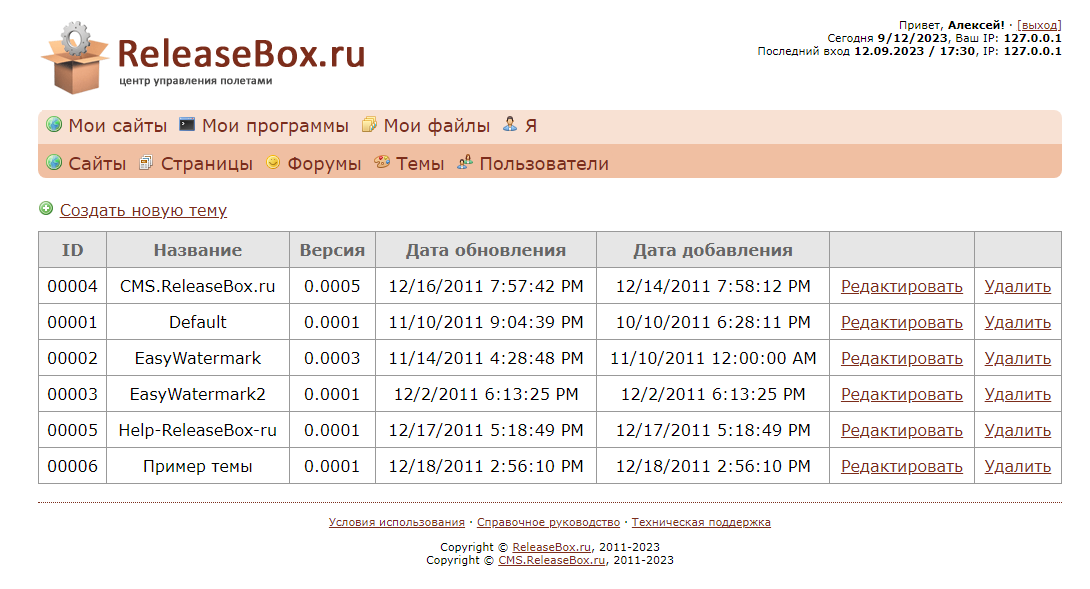 ReleaseBox.ru
центр управления полетами
Привет, Алексей! · [выход]
Сегодня 9/12/2023, Ваш IP: 127.0.0.1
Последний вход 12.09.2023 / 17:30, IP: 127.0.0.1
Мои сайты Мои программы Мои файлы Я
Сайты Страницы Форумы Темы Пользователи
Создать новую тему
ID Название Версия Дата обновления Дата добавления
00004 CMS.ReleaseBox.ru 0.0005 12/16/2011 7:57:42 PM 12/14/2011 7:58:12 PM Редактировать Удалить
00001 Default 0.0001 11/10/2011 9:04:39 PM 10/10/2011 6:28:11 PM Редактировать Удалить
00002 EasyWatermark 0.0003 11/14/2011 4:28:48 PM 11/10/2011 12:00:00 AM Редактировать Удалить
00003 EasyWatermark2 0.0001 12/2/2011 6:13:25 PM 12/2/2011 6:13:25 PM Редактировать Удалить
00005 Help-ReleaseBox-ru 0.0001 12/17/2011 5:18:49 PM 12/17/2011 5:18:49 PM Редактировать Удалить
00006 Пример темы 0.0001 12/18/2011 2:56:10 PM 12/18/2011 2:56:10 PM Редактировать Удалить
Условия использования · Справочное руководство · Техническая поддержка
Copyright © ReleaseBox.ru, 2011-2023
Copyright © CMS.ReleaseBox.ru, 2011-2023